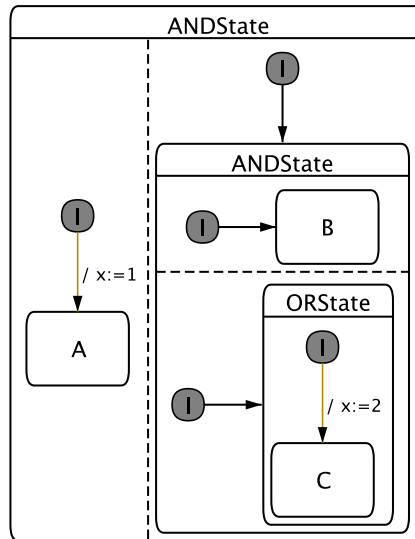 ANDState
I
ANDState
I
I
B
/ x:=1
ORState
A
I
I
/ x:=2
C